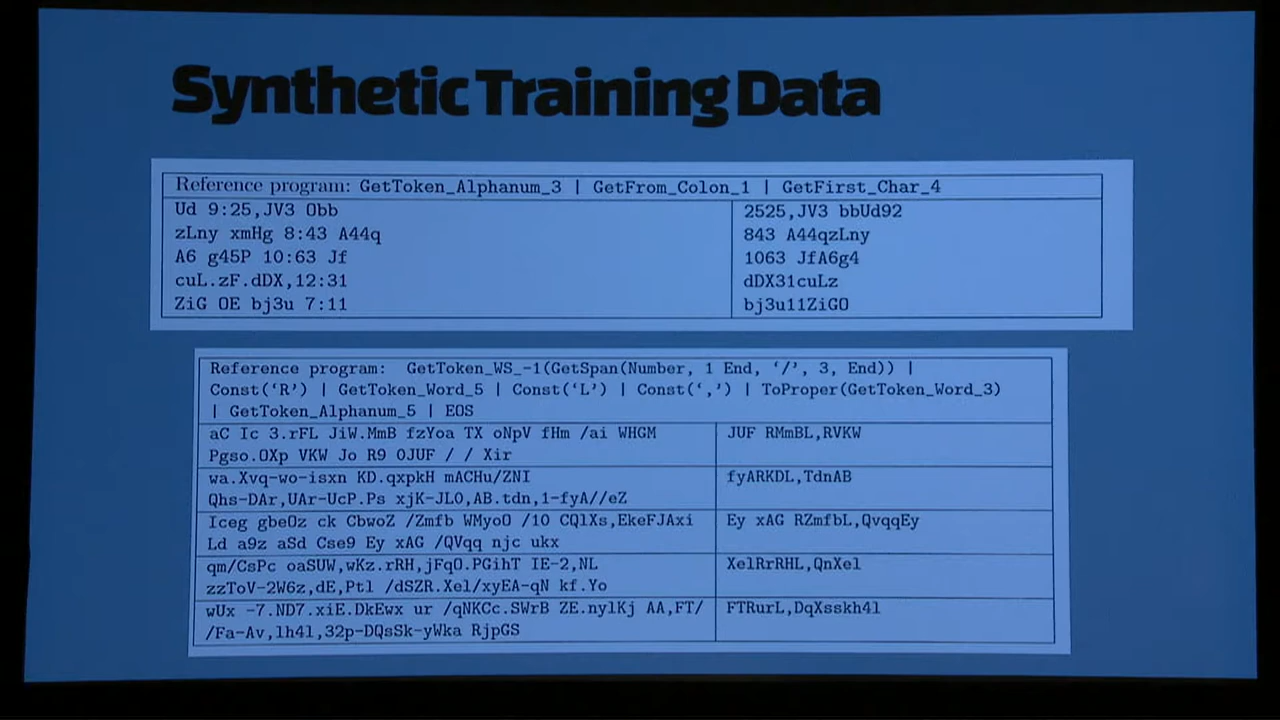 Synthetic Training Data
Reference program: GetToken_Alphanum_3 | GetFrom_Colon_1 | GetFirst_Char_4
Ud 9:25,JV3 Obb 2525,JV3 bbUd92
zLny xmHg 8:43 A44q 843 A44qzLny
A6 g45P 10:63 Jf 1063 JfA6g4
cuL.zF.dDX,12:31 dDX31cuLz
ZiG OE bj3u 7:11 bj3u11ZiGO
Reference program: GetToken_WS_-1(GetSpan(Number, 1 End, ‘/’, 3, End)) |
Const(‘R’) | GetToken_Word_5 | Const(‘L’) | Const(‘,’) | ToProper(GetToken_Word_3)
| GetToken_Alphanum_5 | EOS
aC Ic 3.rFL JiW.MmB fzYoa TX oNpV fHm /ai WHGM JUF RMmBL,RVKW
Pgso.OXp VKW Jo R9 OJUF / / Xir
wa.Xvq-wo-isxn KD.qxpkH mACHu/ZNI fyARKDL,TdnAB
Qhs-DAr,UAr-UcP.Ps xjK-JLO,AB.tdn,1-fyA//eZ
Iceg gbeOz ck CbwoZ /Zmfb WMyoO /10 CQlXs,EkeFJAxi Ey xAG RZmfbL,QvqqEy
Ld a9z aSd Cse9 Ey xAG /QVqq njc ukx
qm/CsPc oaSUW,wKz.rRH,jFqO.PGihT IE-2,NL XelRrRHL,QnXel
zzToV-2W6z,dE,Ptl /dSZR.Xel/xyEA-qN kf.Yo
wUx -7.ND7.xiE.DkEwx ur /qNKCc.SWrB ZE.nylKj AA,FT/ FTRurL,DqXsskh4l
/Fa-Av,lh4l,32p-DQsSk-yWka RjpGS